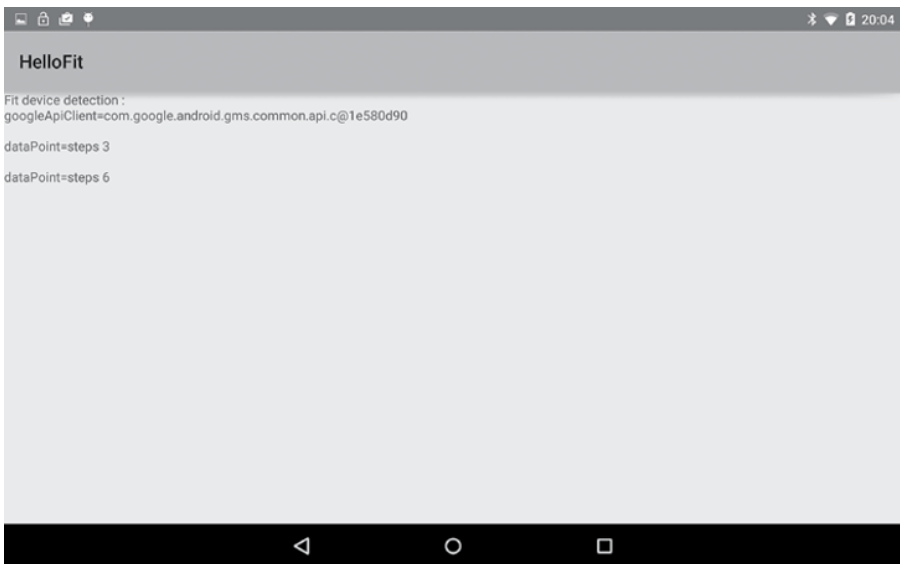 20:04
HelloFit
Fit device detection :
googleApiClient=com.google.android.gms.common.api.c@1e580d90
dataPoint=steps 3
dataPoint=steps 6